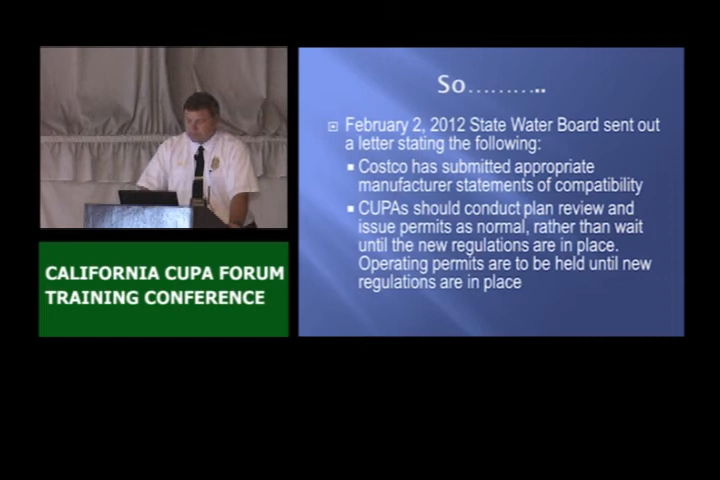 So...........
February 2, 2012 State Water Board sent out
a letter stating the following:
Costco has submitted appropriate
manufacturer statements of compatibility
CUPAs should conduct plan review and
issue permits as normal, rather than wait
until the new regulations are in place.
Operating permits are to be held until new
regulations are in place
CALIFORNIA CUPA FORUM
TRAINING CONFERENCE